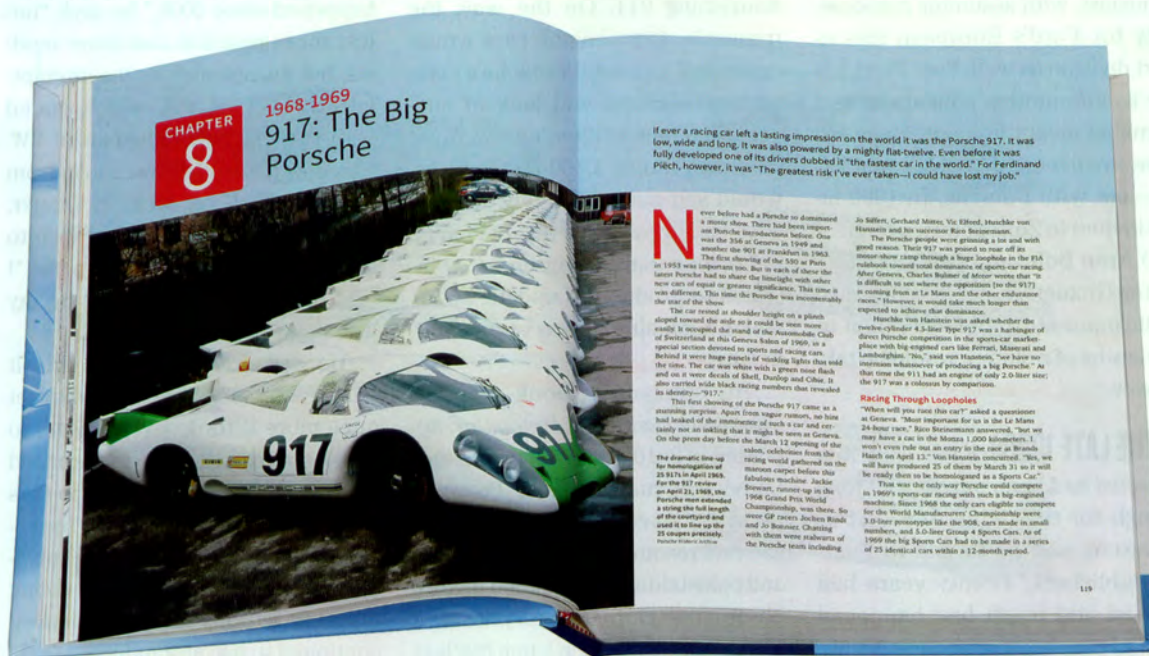 CHAPTER
8
1968-1969
917: The Big
Porsche
If ever a racing car left a lasting impression on the world it was the Porsche 917. It was
low, wide and long. It was also powered by a mighty flat-twelve. Even before it was
fully developed one of its drivers dubbed it "the fastest car in the world." For Ferdinand
Piëch, however, it was "The greatest risk I've ever taken—I could have lost my job."
917
917
Never before had a Porsche so dominated
a motor show. There had been import-
ant Porsche introductions before. One
was the 356 at Geneva in 1949 and
another the 901 at Frankfurt in 1963.
The first showing of the 550 at Paris
in 1953 was important too. But in each of these the
latest Porsche had to share the limelight with other
new cars of equal or greater significance. This time it
was different. This time the Porsche was incontestably
the star of the show.
The car rested at shoulder height on a plinth
sloped toward the aisle so it could be seen more
easily. It occupied the stand of the Automobile Club
of Switzerland at this Geneva Salon of 1969, in a
special section devoted to sports and racing cars.
Behind it were huge panels of winking lights that told
the time. The car was white with a green nose flash
and on it were decals of Shell, Dunlop and Cibié. It
also carried wide black racing numbers that revealed
its identity—"917."
This first showing of the Porsche 917 came as a
stunning surprise. Apart from vague rumors, no hint
had leaked of the imminence of such a car and cer-
tainly not an inkling that it might be seen at Geneva.
On the press day before the March 12 opening of the
salon, celebrities from the
racing world gathered on the
maroon carpet before this
fabulous machine. Jackie
Stewart, runner-up in the
1968 Grand Prix World
Championship, was there. So
were GP racers Jochen Rindt
and Jo Bonnier. Chatting
with them were stalwarts of
the Porsche team including
The dramatic line-up
for homologation of
25 917s in April 1969.
For the 917 review
on April 21, 1969, the
Porsche men extended
a string the full length
of the courtyard and
used it to line up the
25 coupes precisely.
Jo Siffert, Gerhard Mitter, Vic Elford, Huschke von
Hanstein and his successor Rico Steinemann.
The Porsche people were grinning a lot and with
good reason. Their 917 was poised to roar off its
motor-show ramp through a huge loophole in the FIA
rulebook toward total dominance of sports-car racing.
After Geneva, Charles Bulmer of Motor wrote that "it
is difficult to see where the opposition [to the 917]
is coming from at Le Mans and the other endurance
races." However, it would take much longer than
expected to achieve that dominance.
Huschke von Hanstein was asked whether the
twelve-cylinder 4.5-liter Type 917 was a harbinger of
direct Porsche competition in the sports-car market-
place with big-engined cars like Ferrari, Maserati and
Lamborghini. "No," said von Hanstein, "we have no
intention whatsoever of producing a big Porsche." At
that time the 911 had an engine of only 2.0-liter size;
the 917 was a colossus by comparison.
Racing Through Loopholes
"When will you race this car?" asked a questioner
at Geneva. "Most important for us is the Le Mans
24-hour race," Rico Steinemann answered, "but we
may have a car in the Monza 1,000 kilometers. I
won't even rule out an entry in the race at Brands
Hatch on April 13." Von Hanstein concurred. "Yes, we
will have produced 25 of them by March 31 so it will
be ready then to be homologated as a Sports Car."
That was the only way Porsche could compete
in 1969's sports-car racing with such a big-engined
machine. Since 1968 the only cars eligible to compete
for the World Manufacturers' Championship were
3.0-liter prototypes like the 908, cars made in small
numbers, and 5.0-liter Group 4 Sports Cars. As of
1969 the big Sports Cars had to be made in a series
of 25 identical cars within a 12-month period.
119